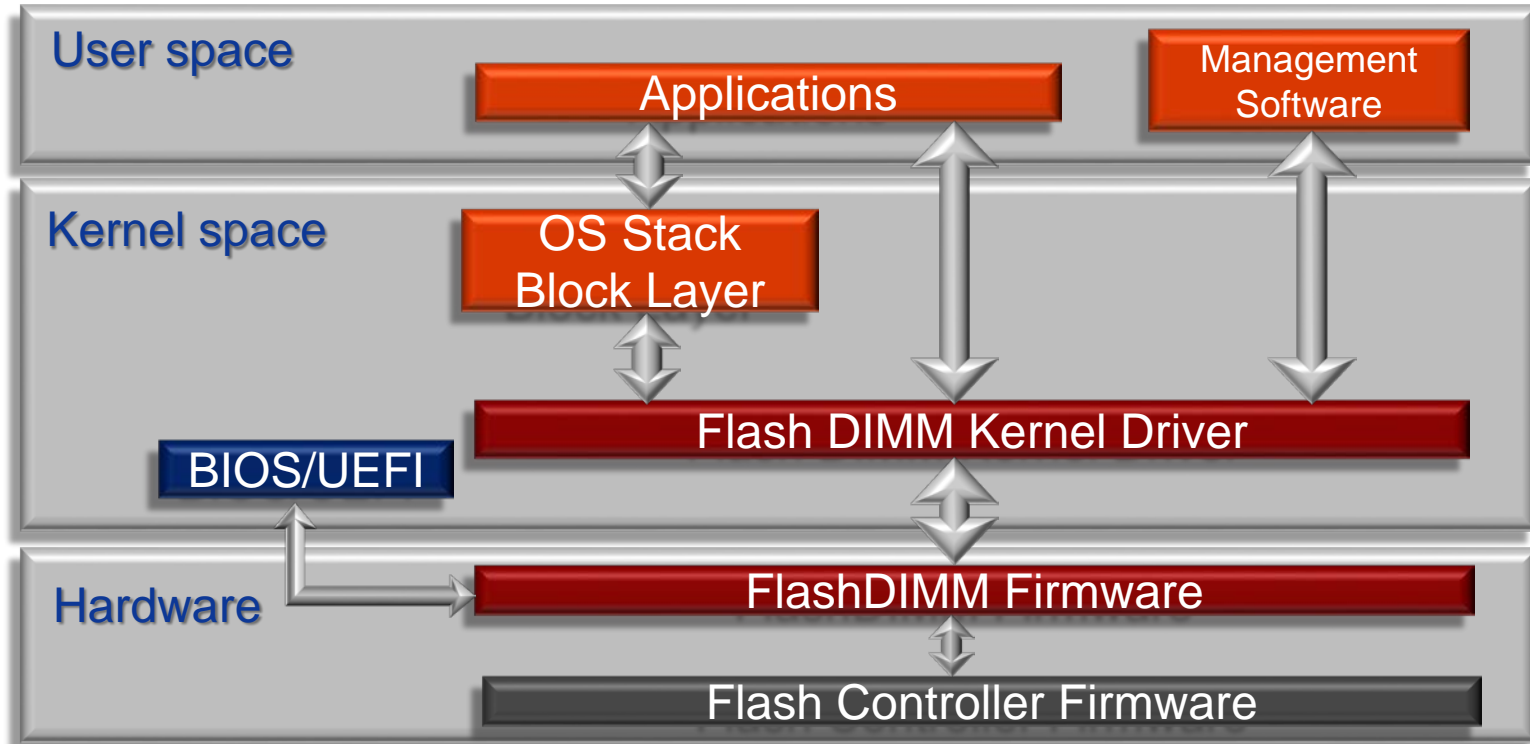 User space
Applications
Management
Software
Kernel space
OS Stack
Block Layer
Flash DIMM Kernel Driver
BIOS/UEFI
Hardware
FlashDIMM Firmware
Flash Controller Firmware